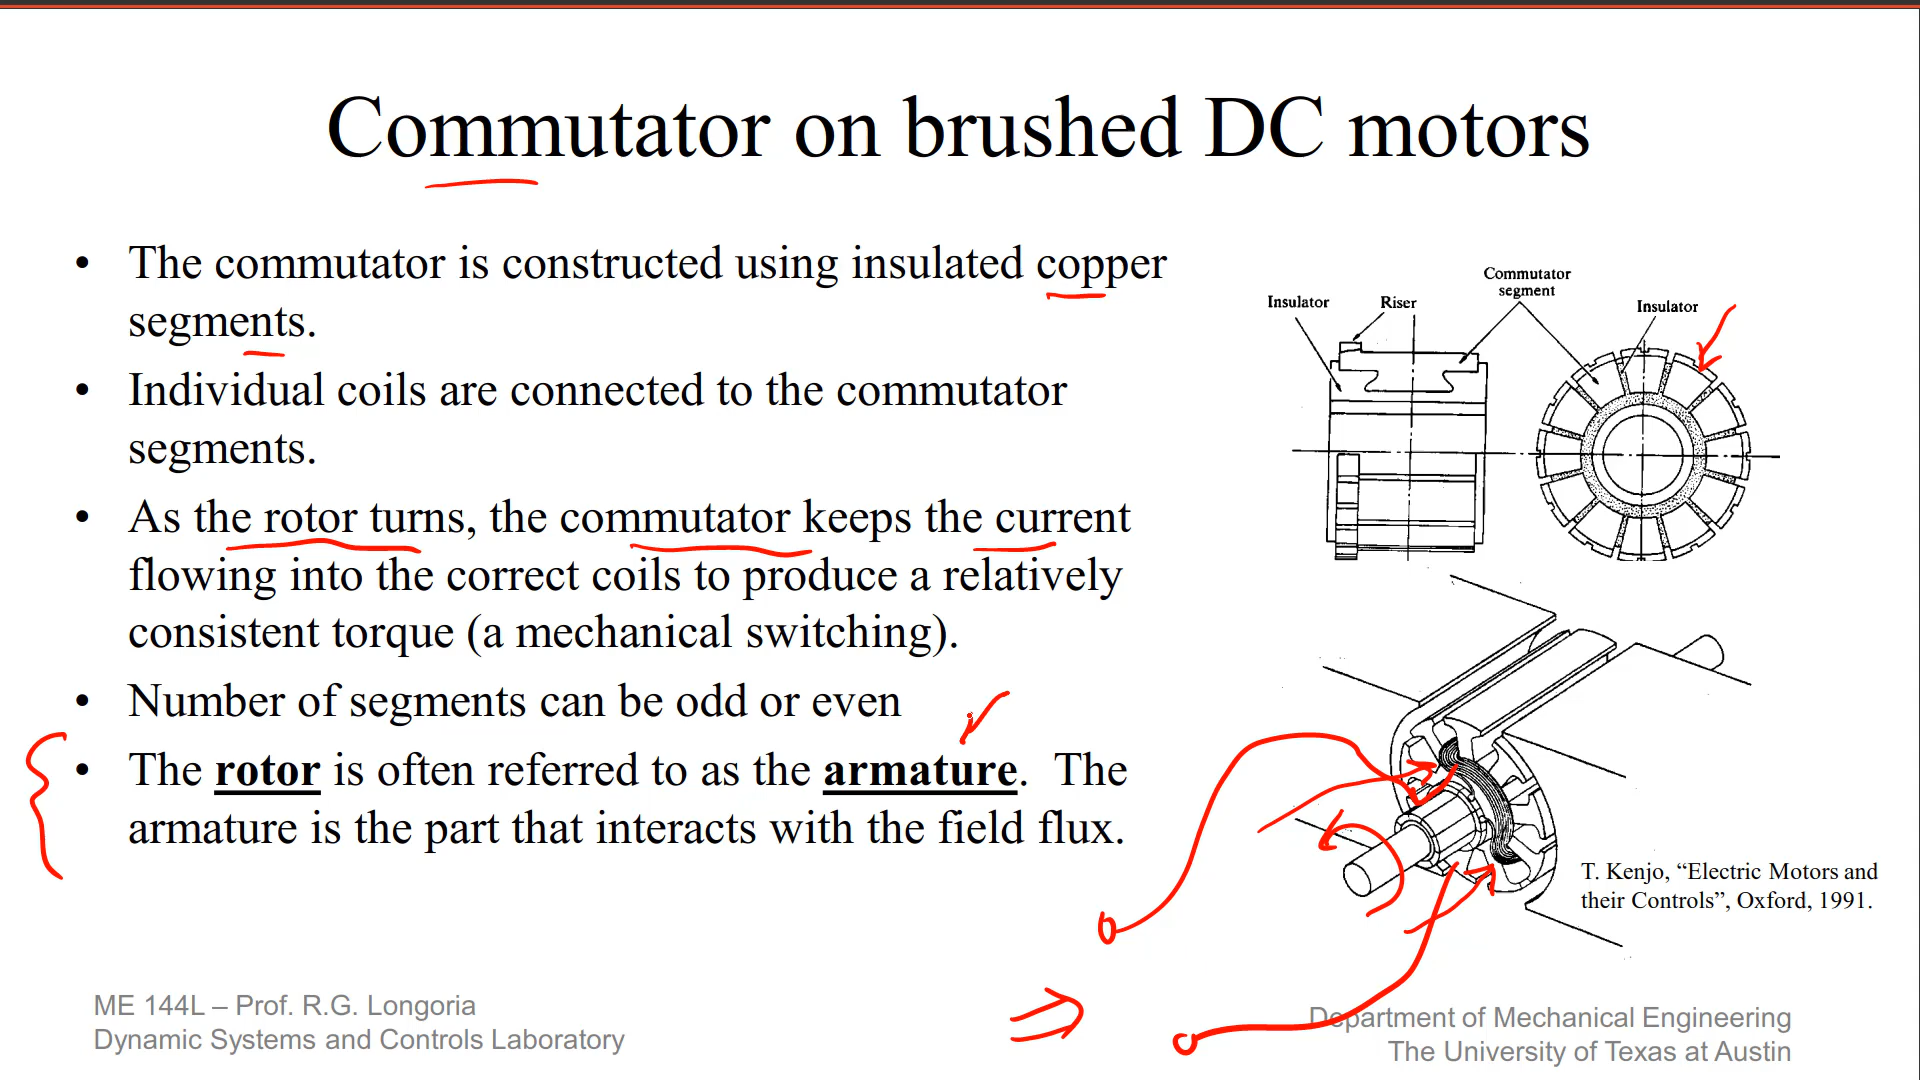 Commutator on brushed DC motors
• The commutator is constructed using insulated copper
segments.
• Individual coils are connected to the commutator
segments.
• As the rotor turns, the commutator keeps the current
flowing into the correct coils to produce a relatively
consistent torque (a mechanical switching).
• Number of segments can be odd or even
• The rotor is often referred to as the armature. The
armature is the part that interacts with the field flux.
Commutator
segment
Insulator
Riser
Insulator
T. Kenjo, “Electric Motors and
their Controls”, Oxford, 1991.
ME 144L – Prof. R.G. Longoria
Dynamic Systems and Controls Laboratory
Department of Mechanical Engineering
The University of Texas at Austin